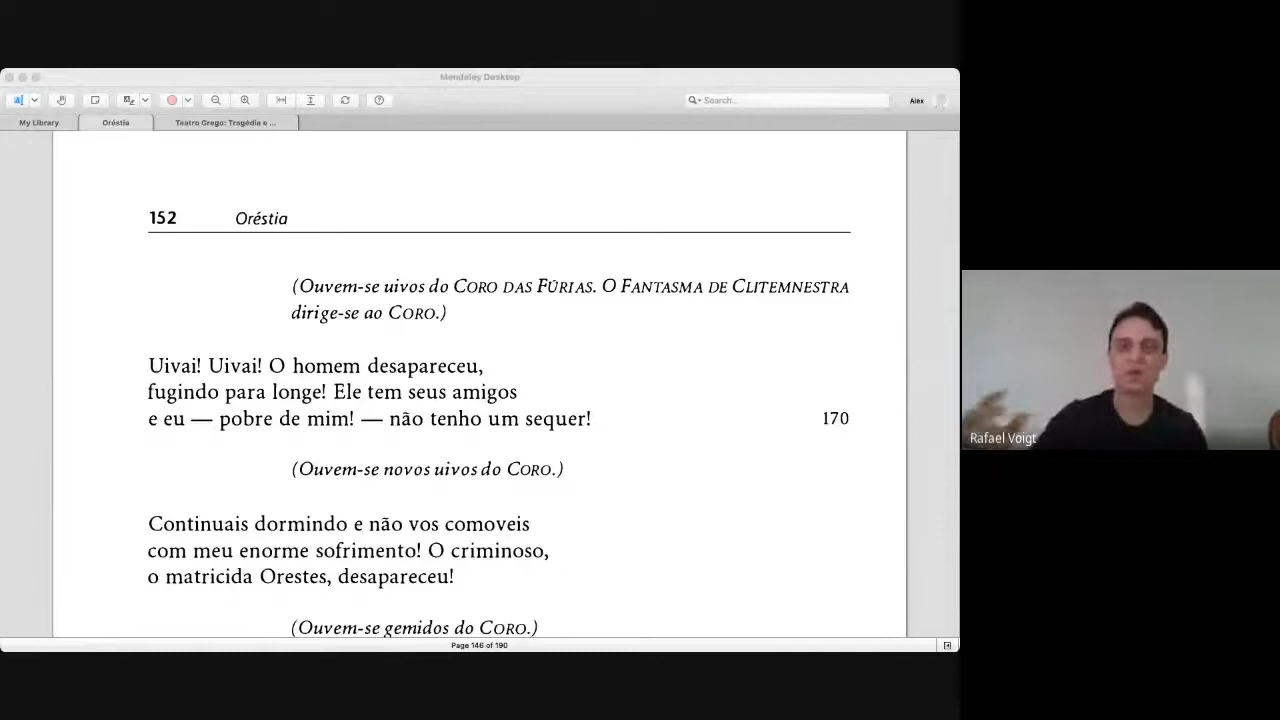 Mendeley Desktop
Search...
Alex
My Library
Oréstia
Teatro Grego: Tragédia e ...
152 Oréstia
(Ouvem-se uivos do CORO DAS FÚRIAS. O FANTASMA DE CLITEMNESTRA
dirige-se ao CORO.)
Uivai! Uivai! O homem desapareceu,
fugindo para longe! Ele tem seus amigos
e eu — pobre de mim! — não tenho um sequer! 170
(Ouvem-se novos uivos do CORO.)
Continuais dormindo e não vos comoveis
com meu enorme sofrimento! O criminoso,
o matricida Orestes, desapareceu!
(Ouvem-se gemidos do CORO.)
Page 146 of 190
Rafael Voigt